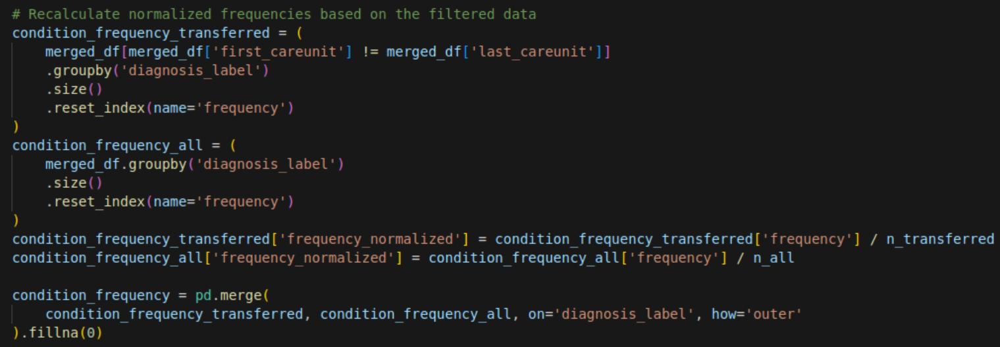 # Recalculate normalized frequencies based on the filtered data
condition_frequency_transferred = (
    merged_df[merged_df['first_careunit'] != merged_df['last_careunit']]
    .groupby('diagnosis_label')
    .size()
    .reset_index(name='frequency')
)
condition_frequency_all = (
    merged_df.groupby('diagnosis_label')
    .size()
    .reset_index(name='frequency')
)
condition_frequency_transferred['frequency_normalized'] = condition_frequency_transferred['frequency'] / n_transferred
condition_frequency_all['frequency_normalized'] = condition_frequency_all['frequency'] / n_all

condition_frequency = pd.merge(
    condition_frequency_transferred, condition_frequency_all, on='diagnosis_label', how='outer'
).fillna(0)